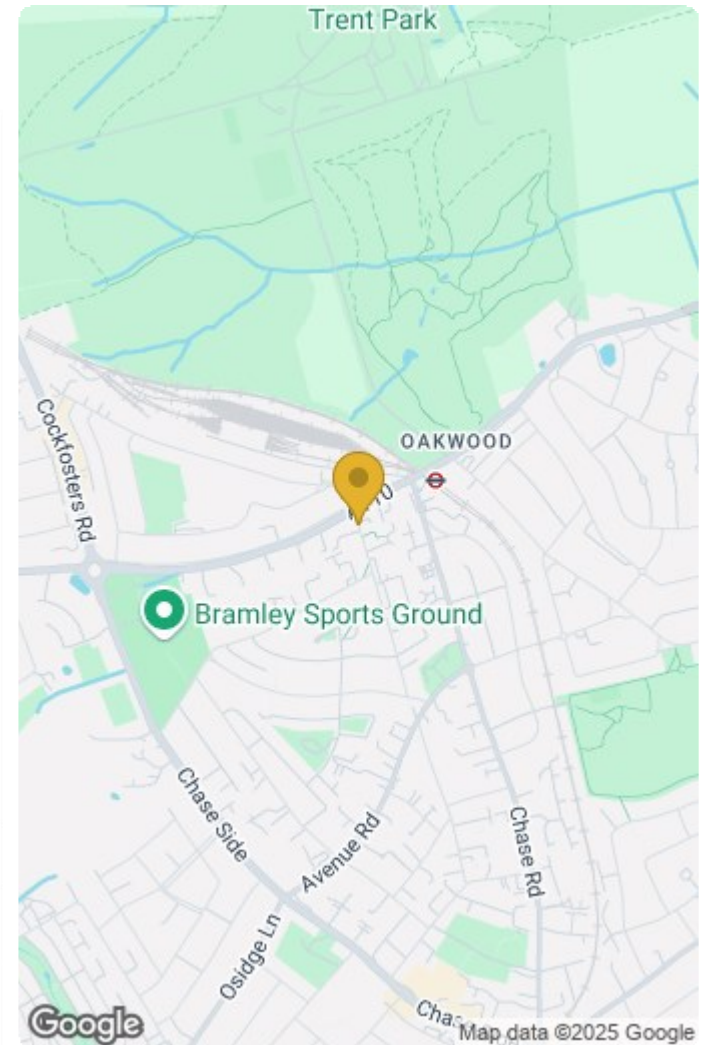 Trent Park
Cockfosters Rd
OAKWOOD
Bramley Sports Ground
Chase Side
Avenue Rd
Chase Rd
Osidge Ln
Google
Map data ©2025 Google